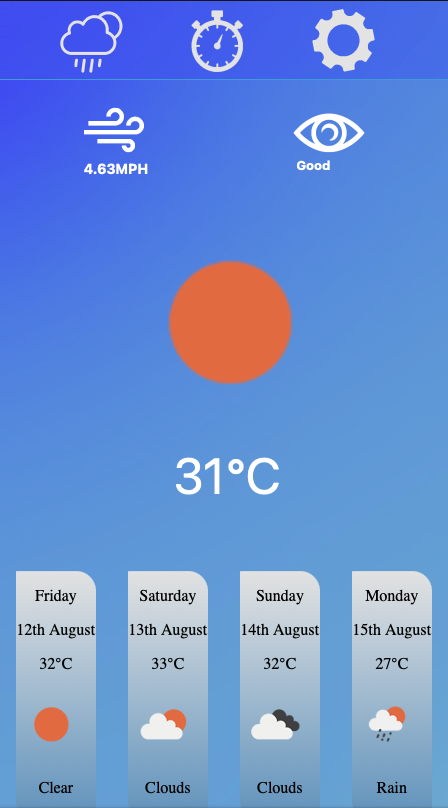 4.63MPH
Good
31°C
Friday
12th August
32°C
Clear
Saturday
13th August
33°C
Clouds
Sunday
14th August
32°C
Clouds
Monday
15th August
27°C
Rain